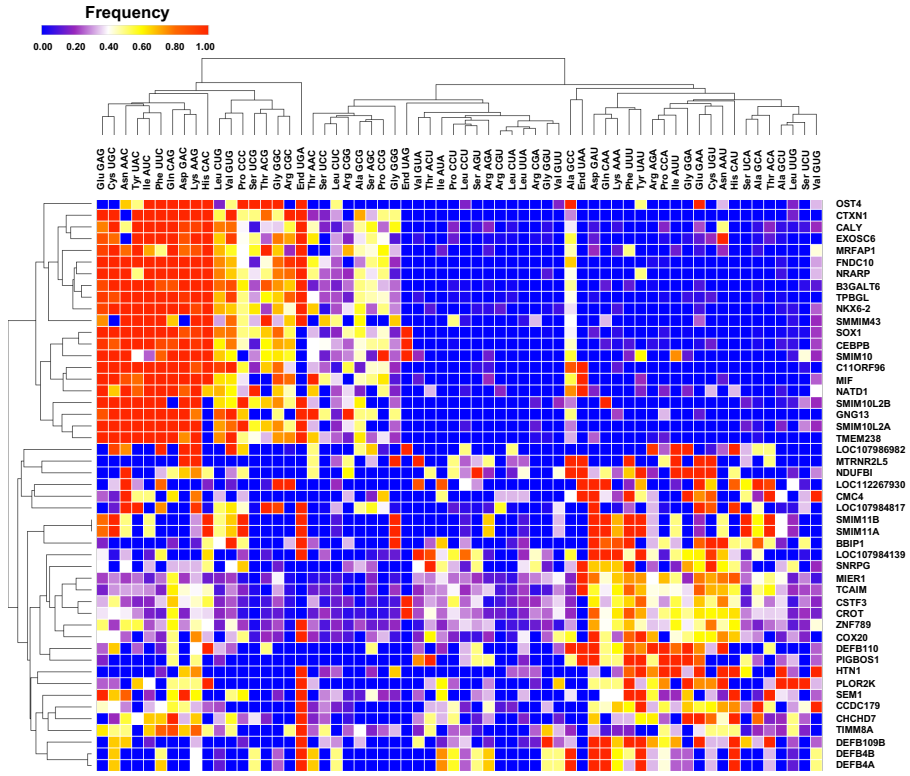 Frequency
0.00 0.20 0.40 0.60 0.80 1.00
Glu GAG
Cys UGC
Asn AAC
Tyr UAC
Ile AUC
Phe UUC
Gln CAG
Asp GAC
Lys AAG
His CAC
Leu CUG
Val GUG
Pro CCC
Ser UCG
Thr ACG
Gly GGC
Arg CGC
End UGA
Thr AAC
Ser UCC
Leu CUC
Arg CGG
Ala GCG
Ser AGC
Pro CCG
Gly GGG
End UAG
Val GUA
Thr ACU
Ile AUA
Pro CCU
Leu CCU
Ser AGU
Arg AGA
Arg CGU
Leu CUA
Leu UUA
Arg CGA
Gly GGU
Val GUU
Ala GCC
End UAA
Asp GAU
Gln CAA
Lys AAA
Phe UUU
Tyr UAU
Arg AGA
Pro CCA
Ile AUU
Gly GGA
Glu GAA
Cys UGU
Asn AAU
His CAU
Ser UCA
Ala GCA
Thr ACA
Ala GCU
Leu UUG
Ser UCU
Val GUG
OST4
CTXN1
CALY
EXOSC6
MRFAP1
FNDC10
NRARP
B3GALT6
TPBGL
NKX6-2
SMMIM43
SOX1
CEBPB
SMIM10
C11ORF96
MIF
NATD1
SMIM10L2B
GNG13
SMIM10L2A
TMEM238
LOC107986982
MTRNR2L5
NDUFBI
LOC112267930
CMC4
LOC107984817
SMIM11B
SMIM11A
BBIP1
LOC107984139
SNRPG
MIER1
TCAIM
CSTF3
CROT
ZNF789
COX20
DEFB110
PIGBOS1
HTN1
PLOR2K
SEM1
CCDC179
CHCHD7
TIMM8A
DEFB109B
DEFB4B
DEFB4A